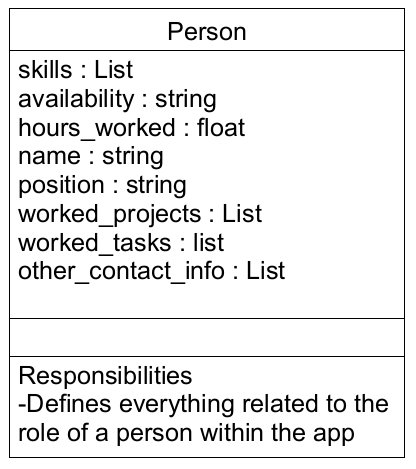 Person
skills : List
availability : string
hours_worked : float
name : string
position : string
worked_projects : List
worked_tasks : list
other_contact_info : List
Responsibilities
-Defines everything related to the
role of a person within the app